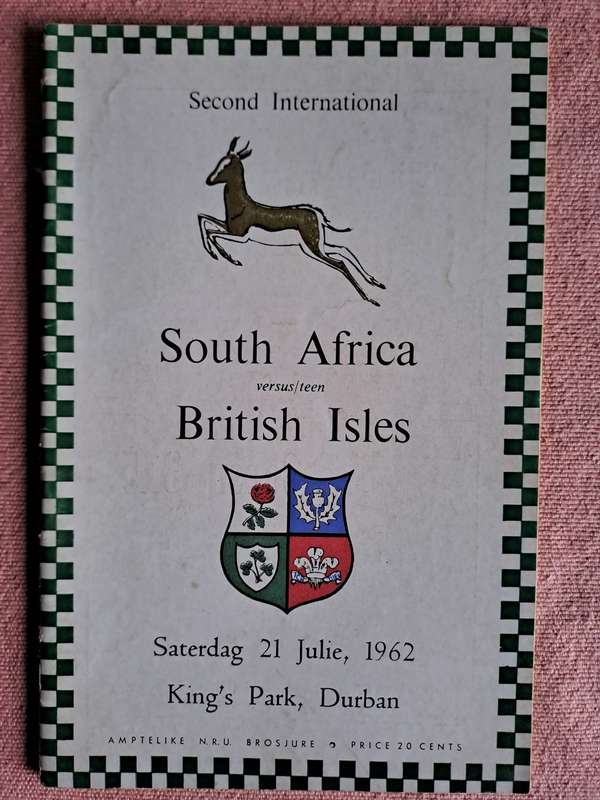 Second International
South Africa
versus/teen
British Isles
Saterdag 21 Julie, 1962
King's Park, Durban
AMPTELIKE N.R.U. BROSJURE • PRICE 20 CENTS